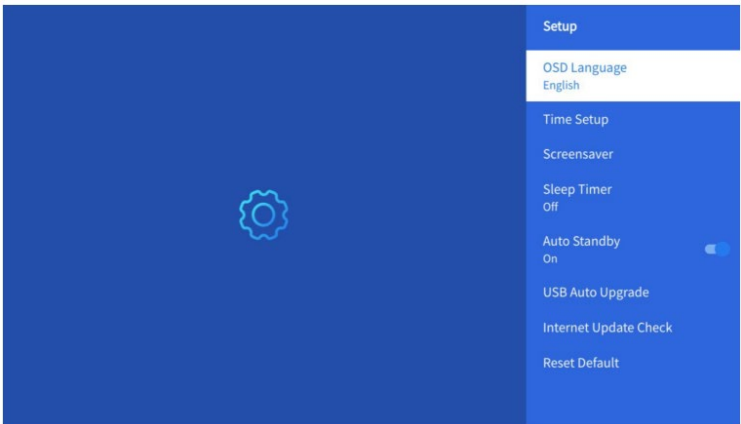 Setup
OSD Language
English
Time Setup
Screensaver
Sleep Timer
Off
Auto Standby
On
USB Auto Upgrade
Internet Update Check
Reset Default